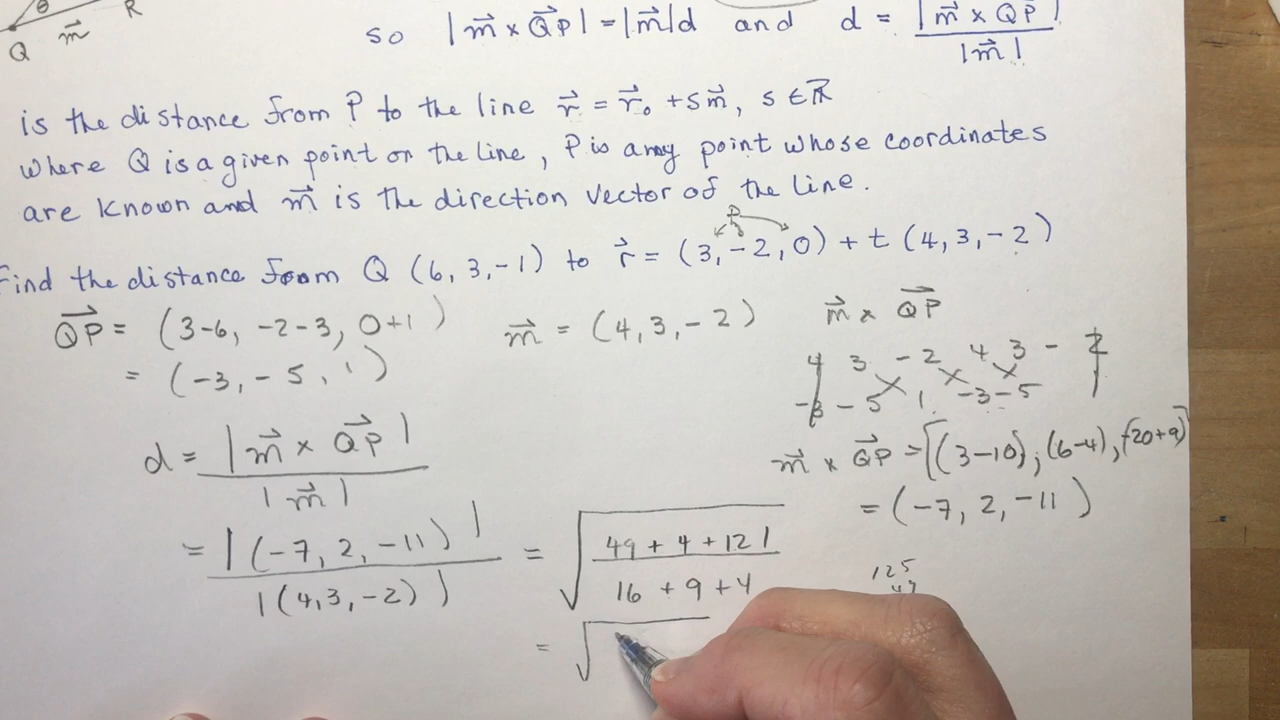 θ
R
Q m⃗
so |m⃗ × QP⃗| = |m⃗|d and d = |m⃗ × QP⃗| / |m⃗|
is the distance from P to the line r⃗ = r⃗₀ + sm⃗, s ∈ R
where Q is a given point on the line, P is any point whose coordinates
are known and m⃗ is the direction vector of the line.
P
Find the distance from Q (6, 3, -1) to r⃗ = (3, -2, 0) + t (4, 3, -2)
QP⃗ = (3-6, -2-3, 0+1) m⃗ = (4, 3, -2) m⃗ × QP⃗
= (-3, -5, 1)
4 3 -2 4 3 -2
-3 -5 1 -3 -5
d = |m⃗ × QP⃗| / |m⃗|
m⃗ × QP⃗ = [(3-10), (6-4), (-20+9)]
= (-7, 2, -11)
= |(-7, 2, -11)| / |(4, 3, -2)| = √(49 + 4 + 121 / 16 + 9 + 4)
125
= √